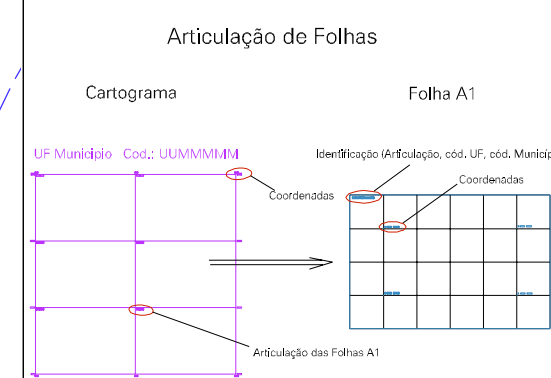 Articulação de Folhas
Cartograma
Folha A1
UF Municipio Cod.: UUMMMMM
Identificação (Articulação, cód. UF, cód. Municíp
Coordenadas
Coordenadas
Articulação das Folhas A1